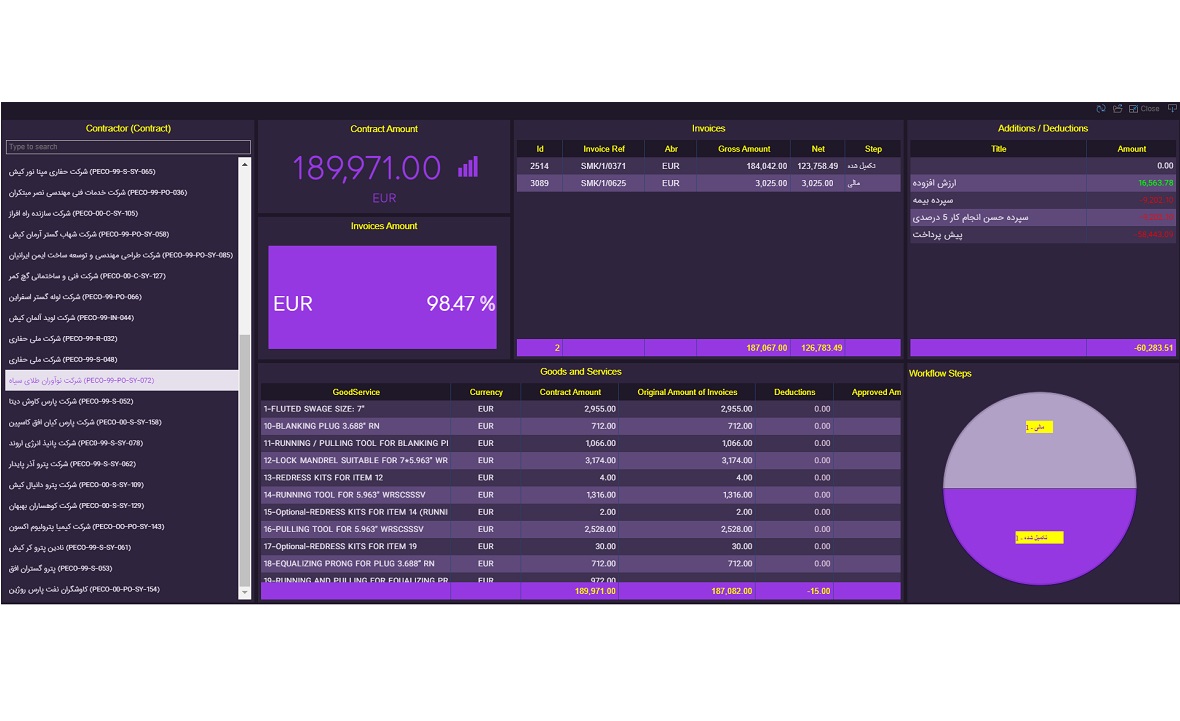 Close
Contractor (Contract)
Type to search
شرکت حفاری مپنا نور کیش (PECO-99-S-SY-065)
شرکت خدمات فنی مهندسی نصر مبتکران (PECO-99-PO-036)
شرکت سازنده راه افراز (PECO-00-C-SY-105)
شرکت شهاب گستر آرمان کیش (PECO-99-PO-SY-058)
شرکت طراحی مهندسی و توسعه ساخت ایمن ایرانیان (PECO-99-PO-SY-085)
شرکت فنی و ساختمانی گچ کمر (PECO-00-C-SY-127)
شرکت لوله گستر اسفراین (PECO-99-PO-066)
شرکت لوید آلمان کیش (PECO-99-IN-044)
شرکت ملی حفاری (PECO-99-R-032)
شرکت ملی حفاری (PECO-99-S-048)
شرکت نوآوران طلای سیاه (PECO-99-PO-SY-072)
شرکت پارس کاوش دیتا (PECO-99-S-052)
شرکت پارس کیان افق کاسپین (PECO-00-S-SY-158)
شرکت پانیذ انرژی اروند (PECO-99-S-SY-078)
شرکت پترو آذر پایدار (PECO-99-S-SY-062)
شرکت پترو دانیال کیش (PECO-00-S-SY-109)
شرکت کوهساران بهبهان (PECO-00-S-SY-129)
شرکت کیمیا پترولیوم اکسون (PECO-OO-PO-SY-143)
نادین پترو کر کیش (PECO-99-S-SY-061)
پترو گستران افق (PECO-99-S-053)
کاوشگران نفت پارس روژین (PECO-00-PO-SY-154)
Contract Amount
189,971.00
EUR
Invoices Amount
EUR 98.47 %
Invoices
Id Invoice Ref Abr Gross Amount Net Step
2514 SMK/1/0371 EUR 184,042.00 123,758.49 تکمیل شده
3089 SMK/1/0625 EUR 3,025.00 3,025.00 مالی
2 187,067.00 126,783.49
Additions / Deductions
Title Amount
0.00
ارزش افزوده 16,563.78
سپرده بیمه
سپرده حسن انجام کار 5 درصدی
پیش پرداخت
-60,283.51
Goods and Services
GoodService Currency Contract Amount Original Amount of Invoices Deductions Approved Am
1-FLUTED SWAGE SIZE: 7" EUR 2,955.00 2,955.00 0.00
10-BLANKING PLUG 3.688" RN EUR 712.00 712.00 0.00
11-RUNNING / PULLING TOOL FOR BLANKING PI EUR 1,066.00 1,066.00 0.00
12-LOCK MANDREL SUITABLE FOR 7*5.963" WR EUR 3,174.00 3,174.00 0.00
13-REDRESS KITS FOR ITEM 12 EUR 4.00 4.00 0.00
14-RUNNING TOOL FOR 5.963" WRSCSSSV EUR 1,316.00 1,316.00 0.00
15-Optional-REDRESS KITS FOR ITEM 14 (RUNNI EUR 2.00 2.00 0.00
16-PULLING TOOL FOR 5.963" WRSCSSSV EUR 2,528.00 2,528.00 0.00
17-Optional-REDRESS KITS FOR ITEM 19 EUR 30.00 30.00 0.00
18-EQUALIZING PRONG FOR PLUG 3.688" RN EUR 712.00 712.00 0.00
19-RUNNING AND PULLING FOR EQUALIZING PR EUR 972.00
189,971.00 187,082.00 -15.00
Workflow Steps
مالی - 1
تکمیل شده - 1